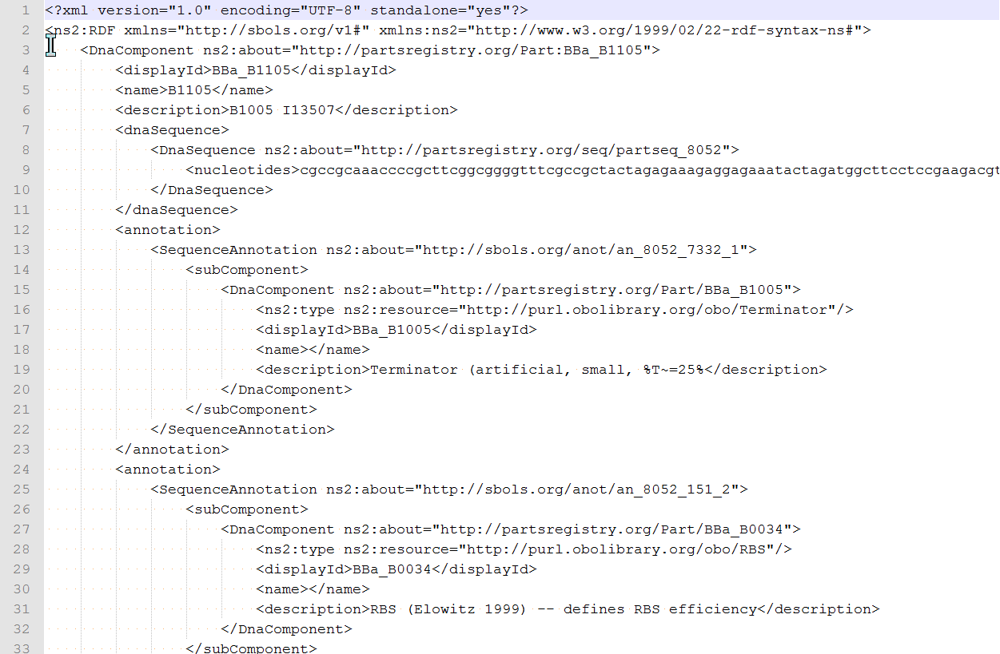 1 <?xml version="1.0" encoding="UTF-8" standalone="yes"?>
2 <ns2:RDF xmlns="http://sbols.org/v1#" xmlns:ns2="http://www.w3.org/1999/02/22-rdf-syntax-ns#">
3 <DnaComponent ns2:about="http://partsregistry.org/Part:BBa_B1105">
4 <displayId>BBa_B1105</displayId>
5 <name>B1105</name>
6 <description>B1005 I13507</description>
7 <dnaSequence>
8 <DnaSequence ns2:about="http://partsregistry.org/seq/partseq_8052">
9 <nucleotides>cgccgcaaaccccgcttcggcggggtttcgccgctactagagaaagaggagaaatactagatggcttcctccgaagacgt
10 </DnaSequence>
11 </dnaSequence>
12 <annotation>
13 <SequenceAnnotation ns2:about="http://sbols.org/anot/an_8052_7332_1">
14 <subComponent>
15 <DnaComponent ns2:about="http://partsregistry.org/Part/BBa_B1005">
16 <ns2:type ns2:resource="http://purl.obolibrary.org/obo/Terminator"/>
17 <displayId>BBa_B1005</displayId>
18 <name></name>
19 <description>Terminator (artificial, small, %T~=25%</description>
20 </DnaComponent>
21 </subComponent>
22 </SequenceAnnotation>
23 </annotation>
24 <annotation>
25 <SequenceAnnotation ns2:about="http://sbols.org/anot/an_8052_151_2">
26 <subComponent>
27 <DnaComponent ns2:about="http://partsregistry.org/Part/BBa_B0034">
28 <ns2:type ns2:resource="http://purl.obolibrary.org/obo/RBS"/>
29 <displayId>BBa_B0034</displayId>
30 <name></name>
31 <description>RBS (Elowitz 1999) -- defines RBS efficiency</description>
32 </DnaComponent>
33 </subComponent>